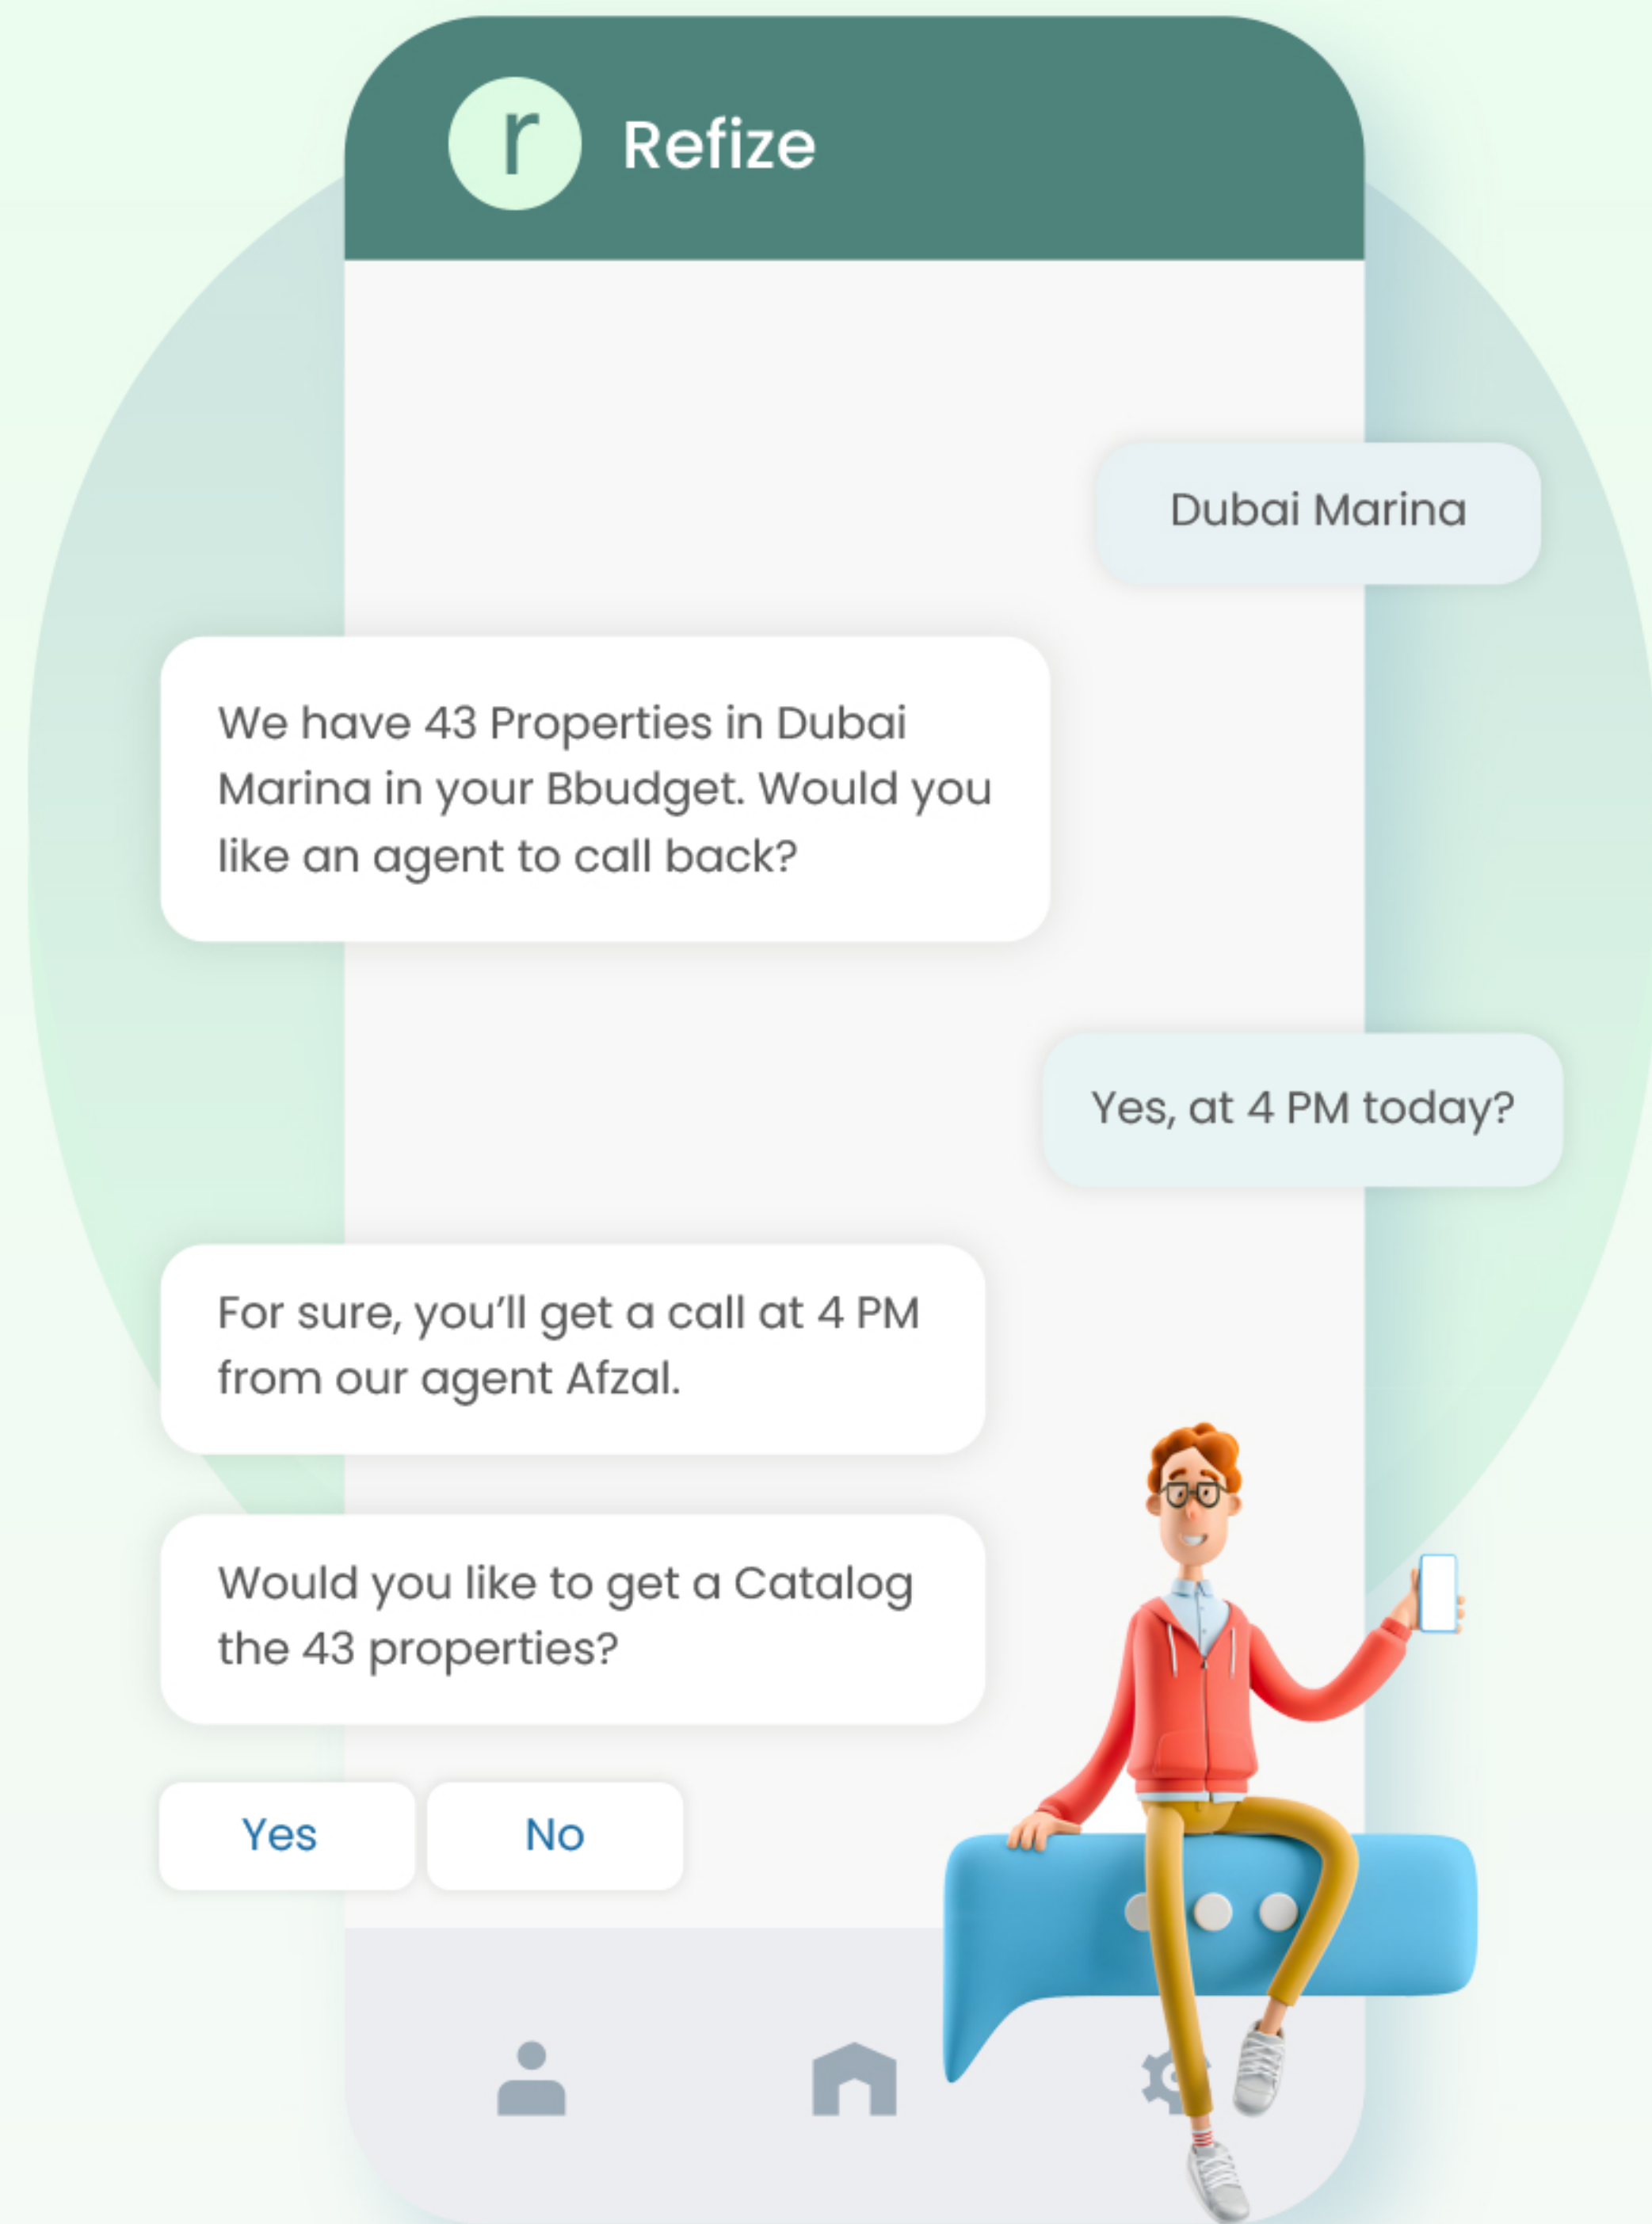 r Refize
Dubai Marina
We have 43 Properties in Dubai
Marina in your Bbudget. Would you
like an agent to call back?
Yes, at 4 PM today?
For sure, you’ll get a call at 4 PM
from our agent Afzal.
Would you like to get a Catalog
the 43 properties?
Yes No